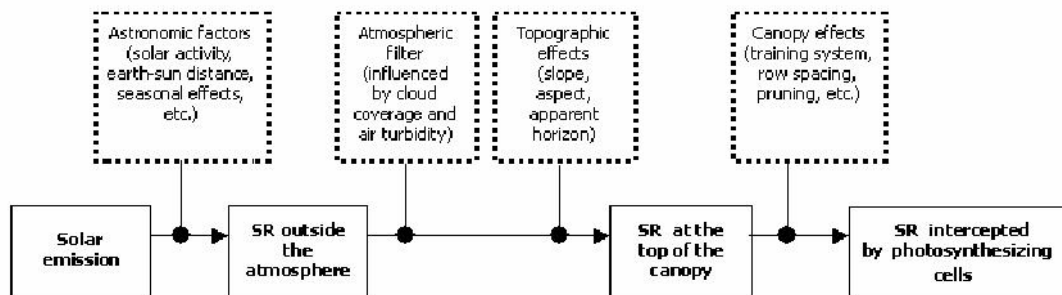 Astronomic factors
(solar activity,
earth-sun distance,
seasonal effects,
etc.)
Atmospheric
filter
(influenced
by cloud
coverage and
air turbidity)
Topographic
effects
(slope,
aspect,
apparent
horizon)
Canopy effects
(training system,
row spacing,
pruning, etc.)
Solar
emission
SR outside
the
atmosphere
SR at the
top of the
canopy
SR intercepted
by photosynthesizing
cells